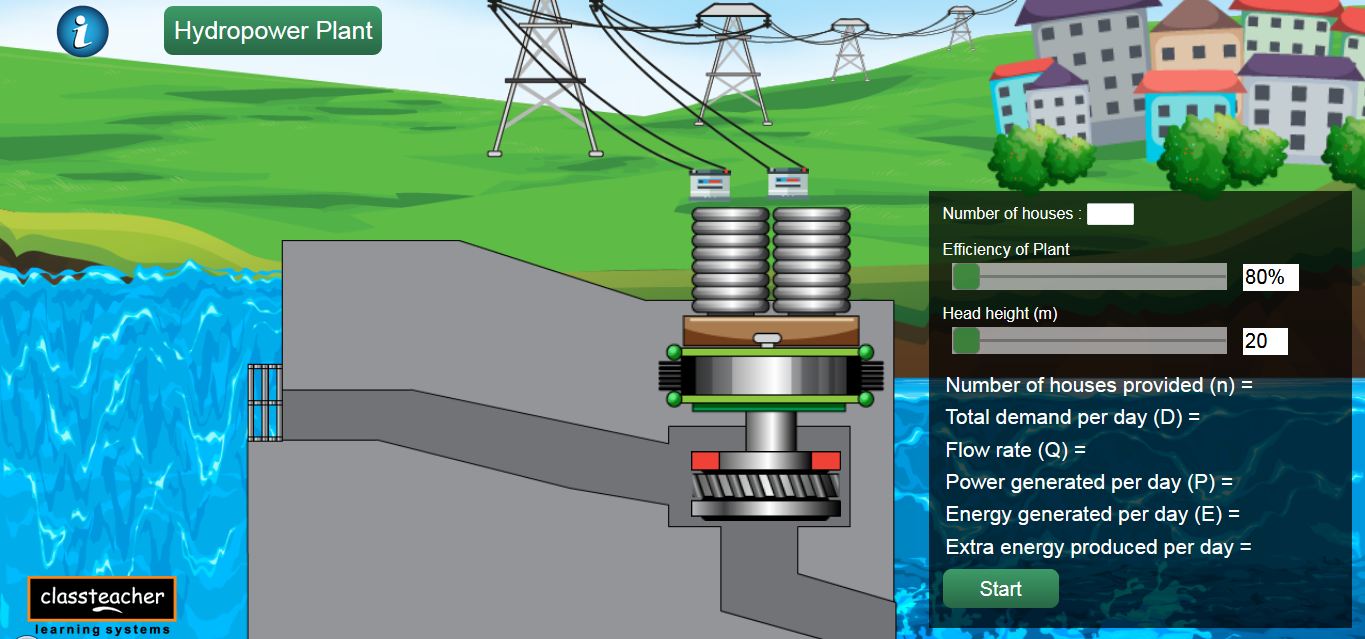 i
Hydropower Plant
Number of houses :
Efficiency of Plant
80%
Head height (m)
20
Number of houses provided (n) =
Total demand per day (D) =
Flow rate (Q) =
Power generated per day (P) =
Energy generated per day (E) =
Extra energy produced per day =
Start
classteacher
learning systems